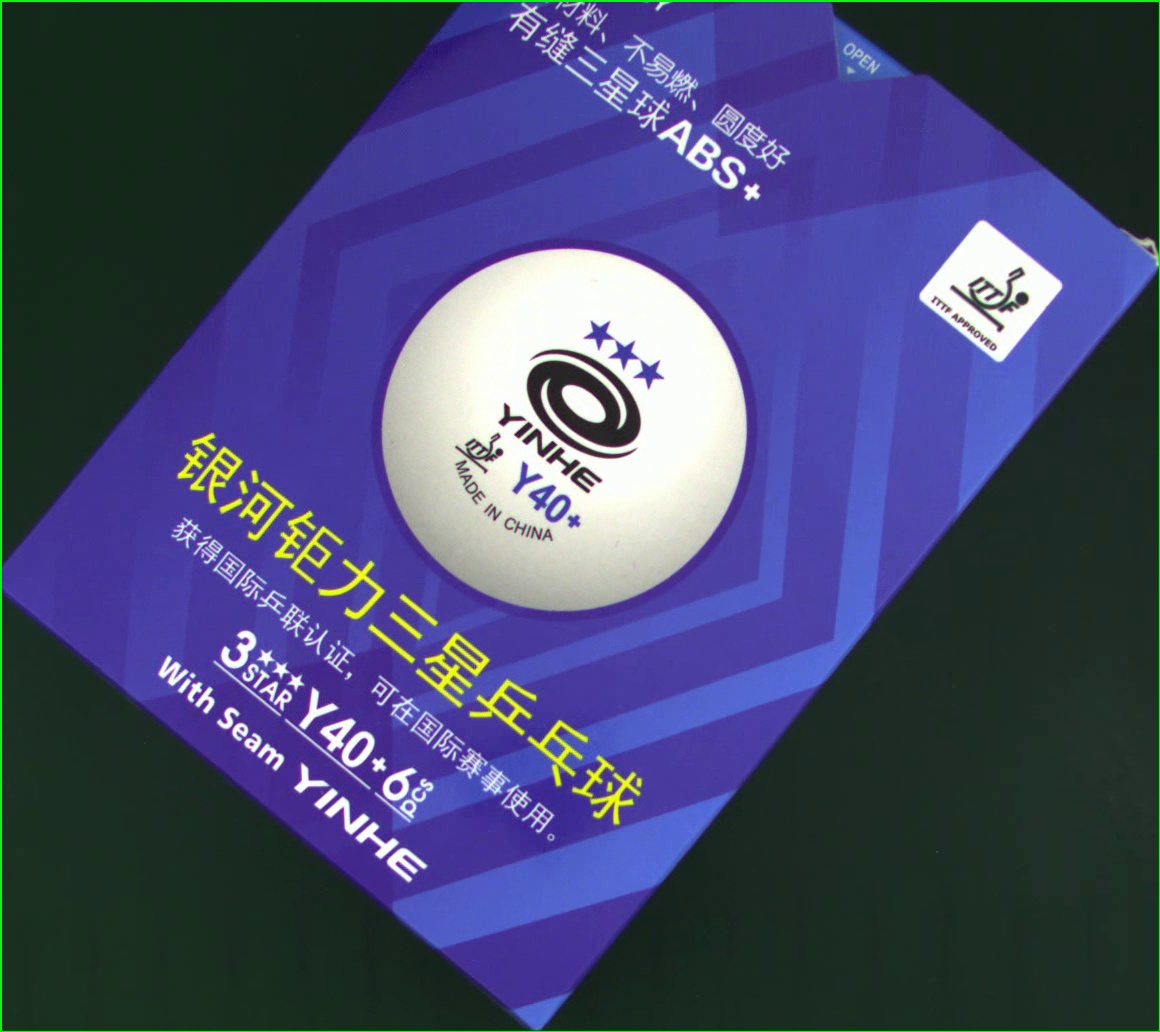 材料、不易燃、圆度好
有缝三星球ABS+
OPEN
ITTF
ITTF APPROVED
YINHE
ITTF
Y40+
MADE IN CHINA
银河钜力三星乒乓球
获得国际乒联认证，可在国际赛事使用。
3 STAR Y40+ 6PCS
With Seam YINHE